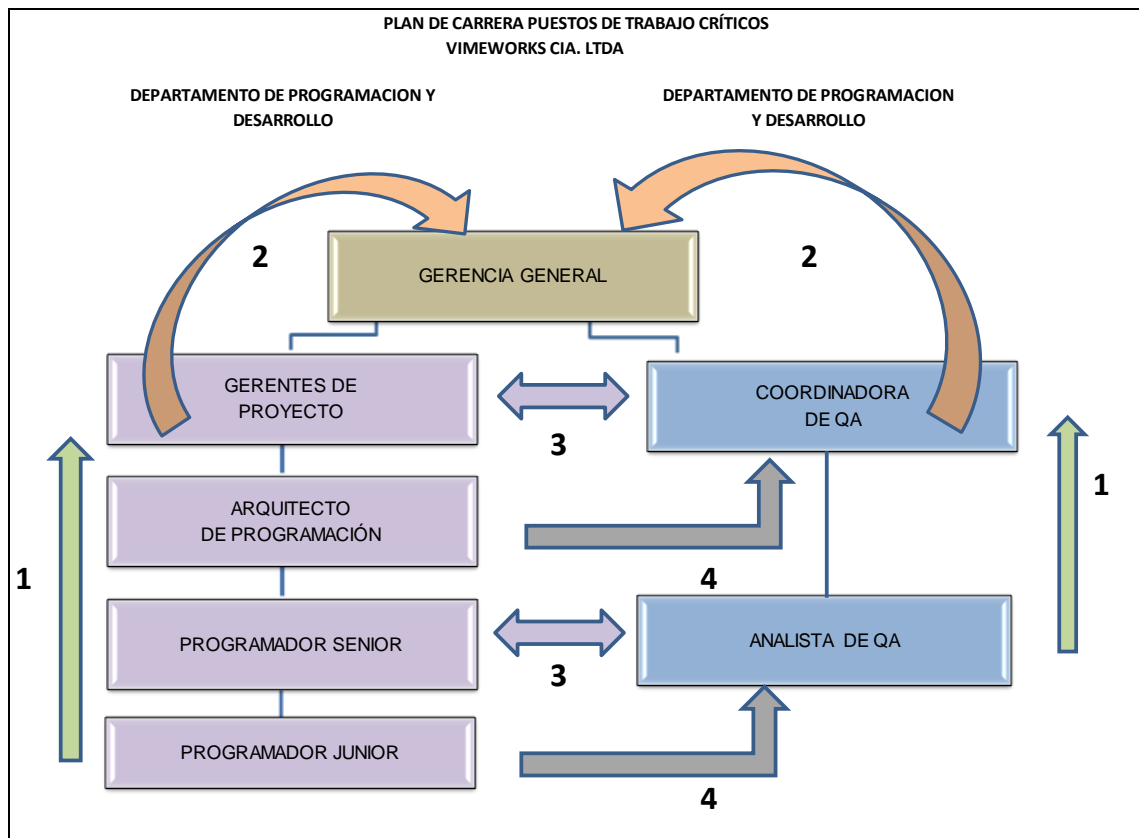 PLAN DE CARRERA PUESTOS DE TRABAJO CRÍTICOS
VIMEWORKS CIA. LTDA
DEPARTAMENTO DE PROGRAMACION Y
DESARROLLO
DEPARTAMENTO DE PROGRAMACION
Y DESARROLLO
2
2
GERENCIA GENERAL
GERENTES DE
PROYECTO
3
COORDINADORA
DE QA
1
ARQUITECTO
DE PROGRAMACIÓN
4
1
PROGRAMADOR SENIOR
3
ANALISTA DE QA
PROGRAMADOR JUNIOR
4